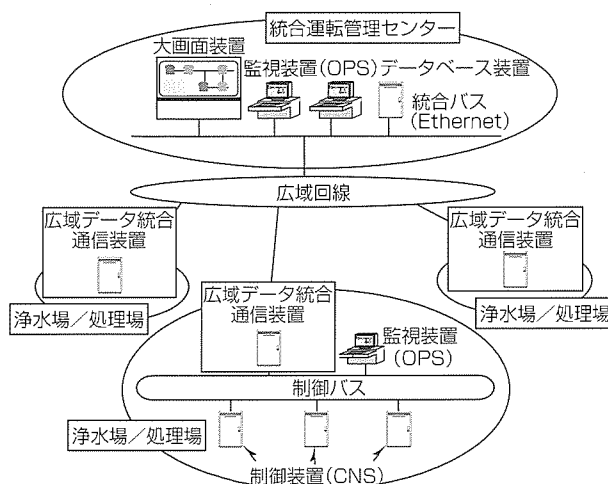 統合運転管理センター
大画面装置
監視装置(OPS)データベース装置
統合バス
(Ethernet)
広域回線
広域データ統合
通信装置
浄水場/処理場
広域データ統合
通信装置
浄水場/処理場
広域データ統合
通信装置
監視装置
(OPS)
制御バス
浄水場/処理場
制御装置(CNS)